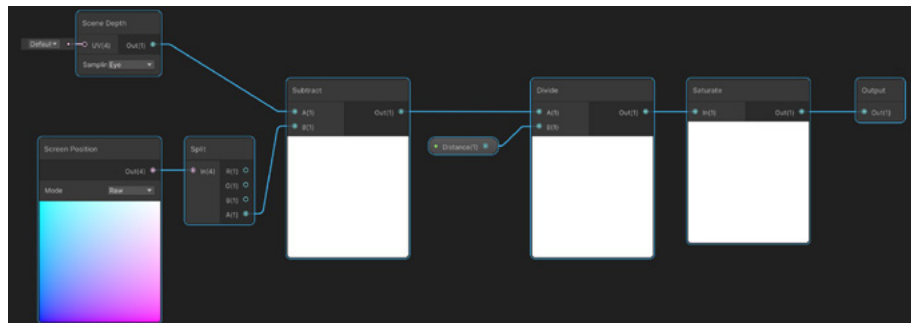 Scene Depth
Default
UV(4)
Out(1)
Samplin
Eye
Screen Position
Out(4)
Mode
Raw
Split
In(4)
R(1)
G(1)
B(1)
A(1)
Subtract
A(1)
Out(1)
B(1)
Distance(1)
Divide
A(1)
Out(1)
B(1)
Saturate
In(1)
Out(1)
Output
Out(1)